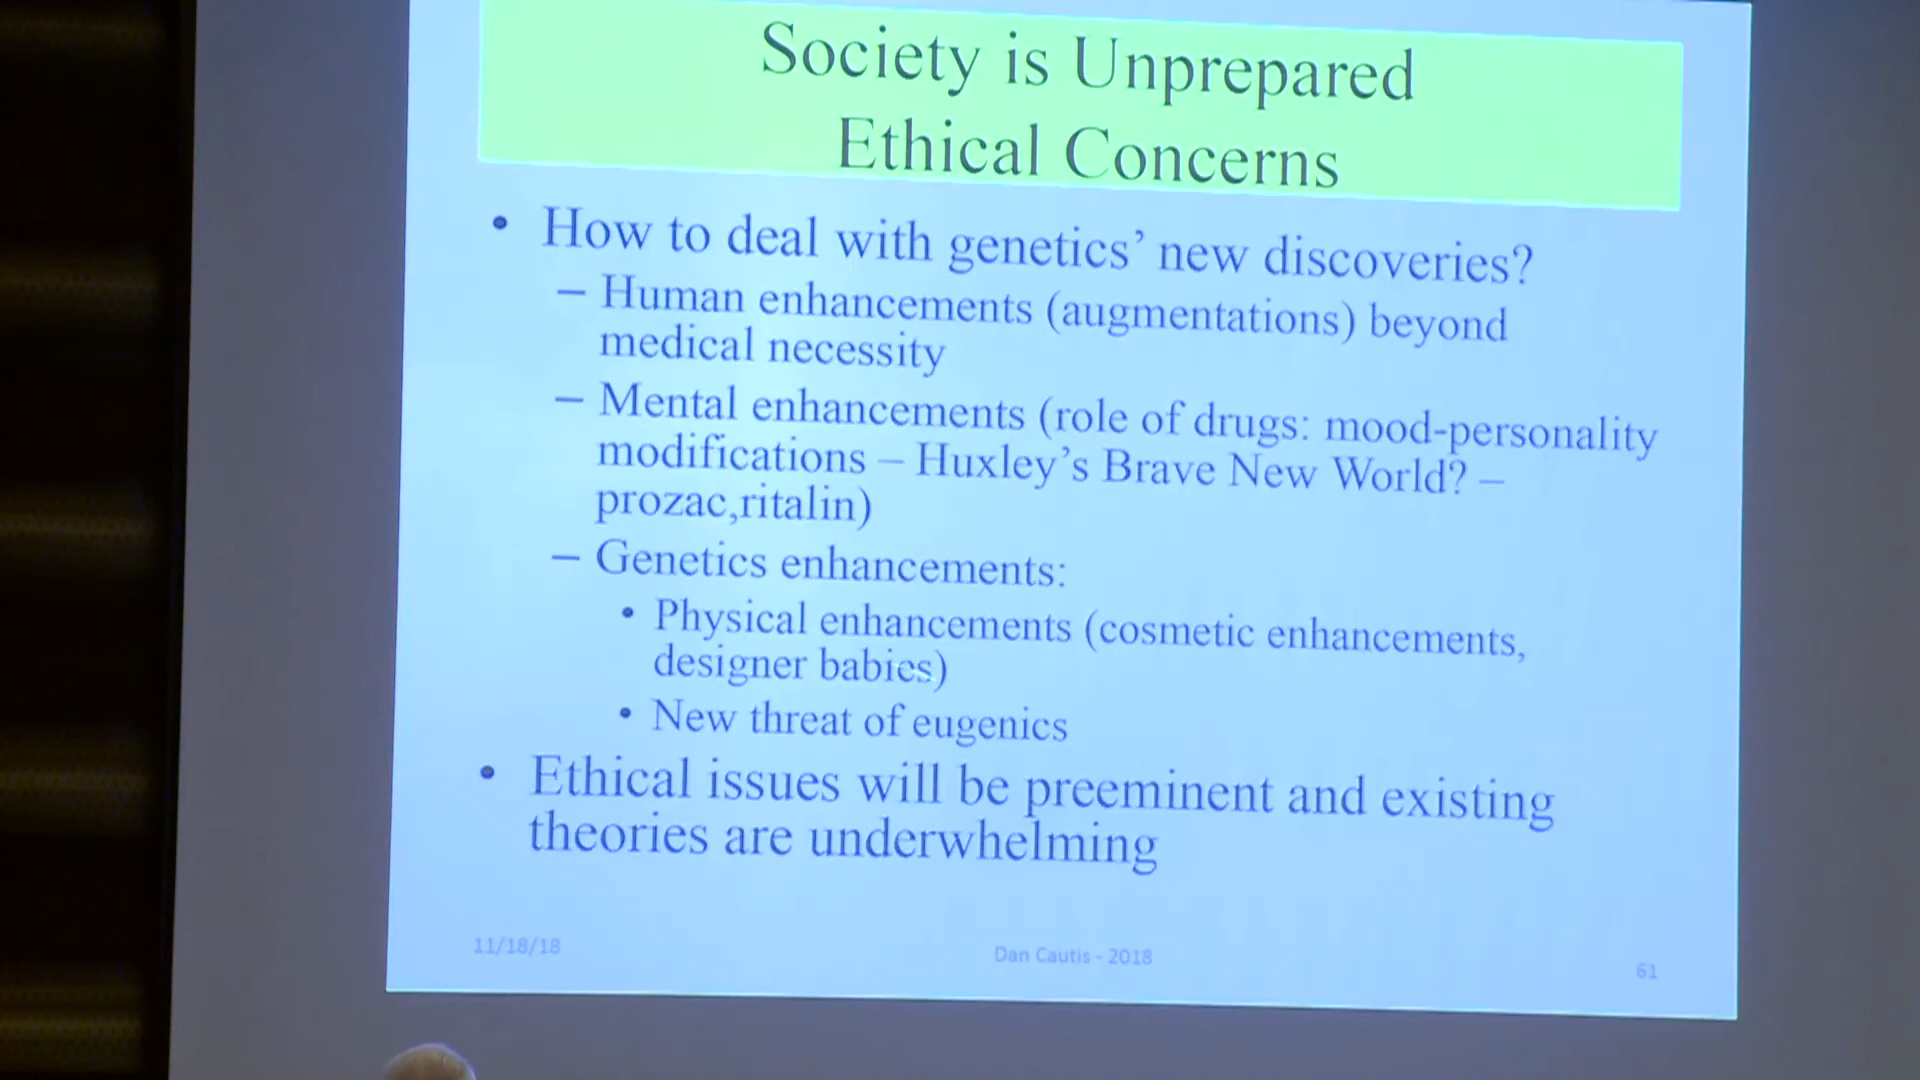 Society is Unprepared
Ethical Concerns
• How to deal with genetics’ new discoveries?
– Human enhancements (augmentations) beyond
medical necessity
– Mental enhancements (role of drugs: mood-personality
modifications – Huxley’s Brave New World? –
prozac,ritalin)
– Genetics enhancements:
• Physical enhancements (cosmetic enhancements,
designer babies)
• New threat of eugenics
• Ethical issues will be preeminent and existing
theories are underwhelming
11/18/18
Dan Cautis - 2018
61